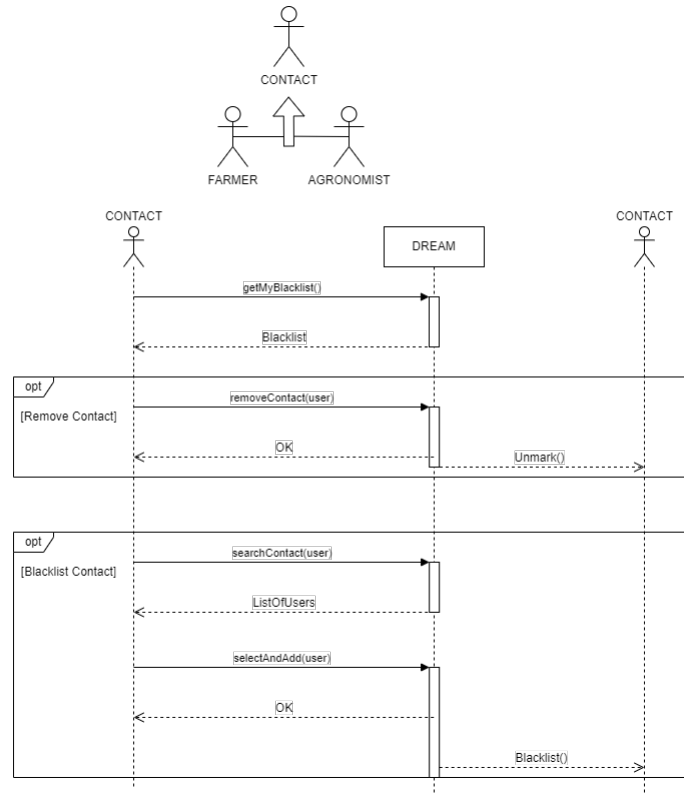 CONTACT
FARMER
AGRONOMIST
CONTACT
DREAM
CONTACT
getMyBlacklist()
Blacklist
opt
[Remove Contact]
removeContact(user)
OK
Unmark()
opt
[Blacklist Contact]
searchContact(user)
ListOfUsers
selectAndAdd(user)
OK
Blacklist()